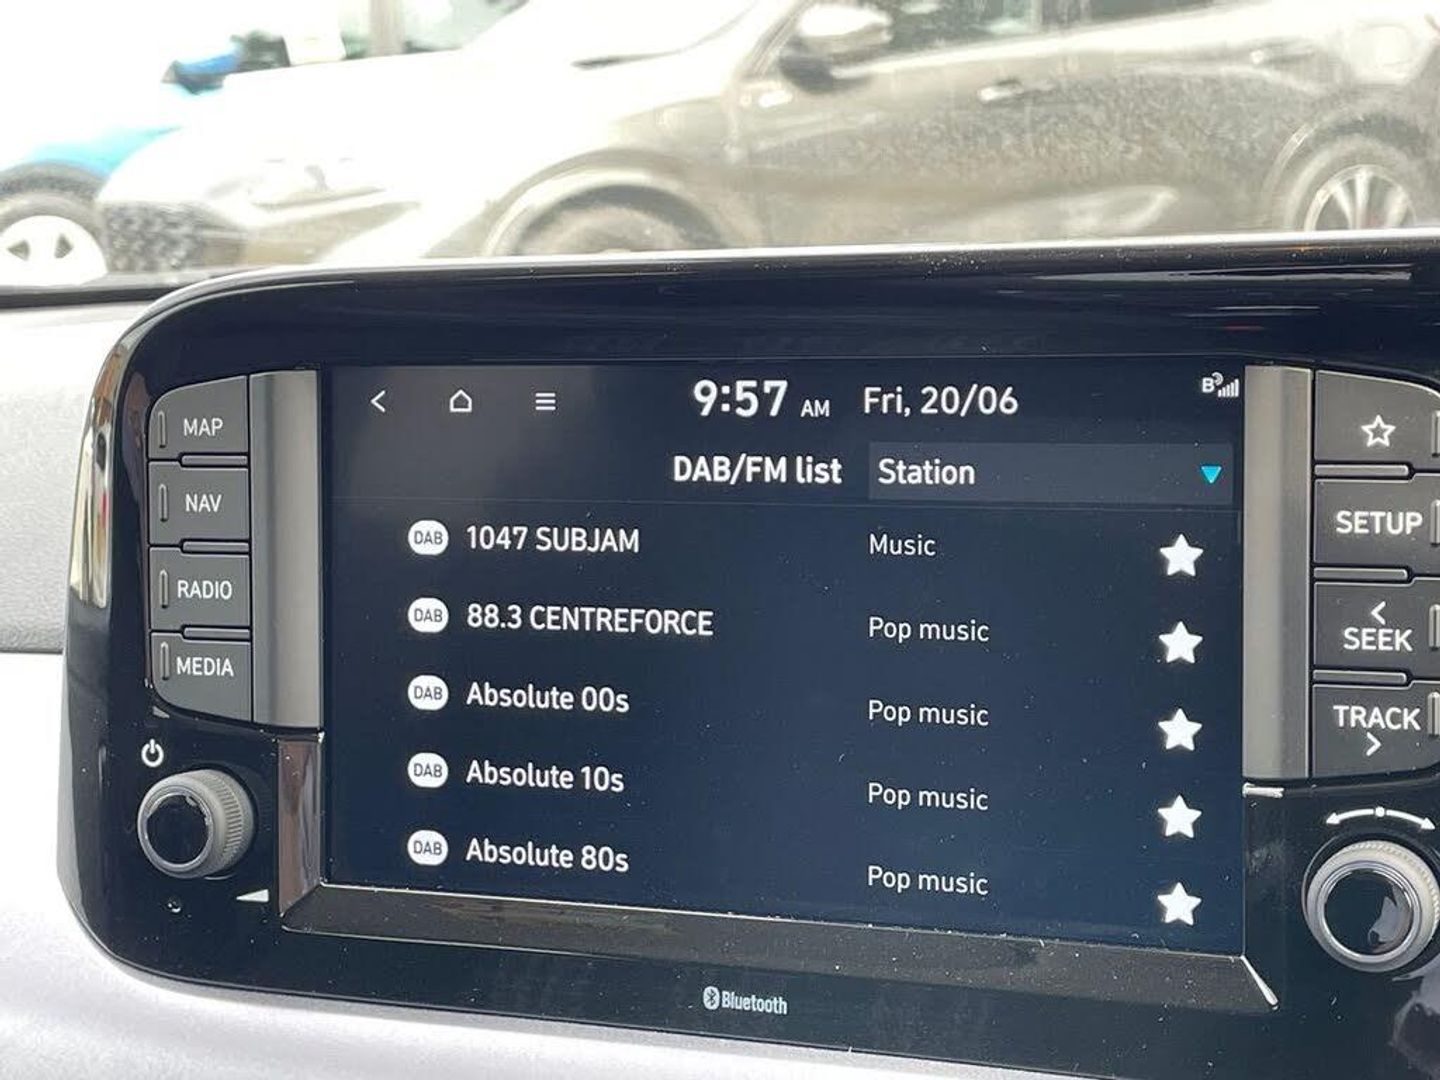 9:57 AM Fri, 20/06 B
DAB/FM list Station
MAP
NAV
RADIO
MEDIA
DAB 1047 SUBJAM Music
DAB 88.3 CENTREFORCE Pop music
DAB Absolute 00s Pop music
DAB Absolute 10s Pop music
DAB Absolute 80s Pop music
SETUP
< SEEK
TRACK >
Bluetooth